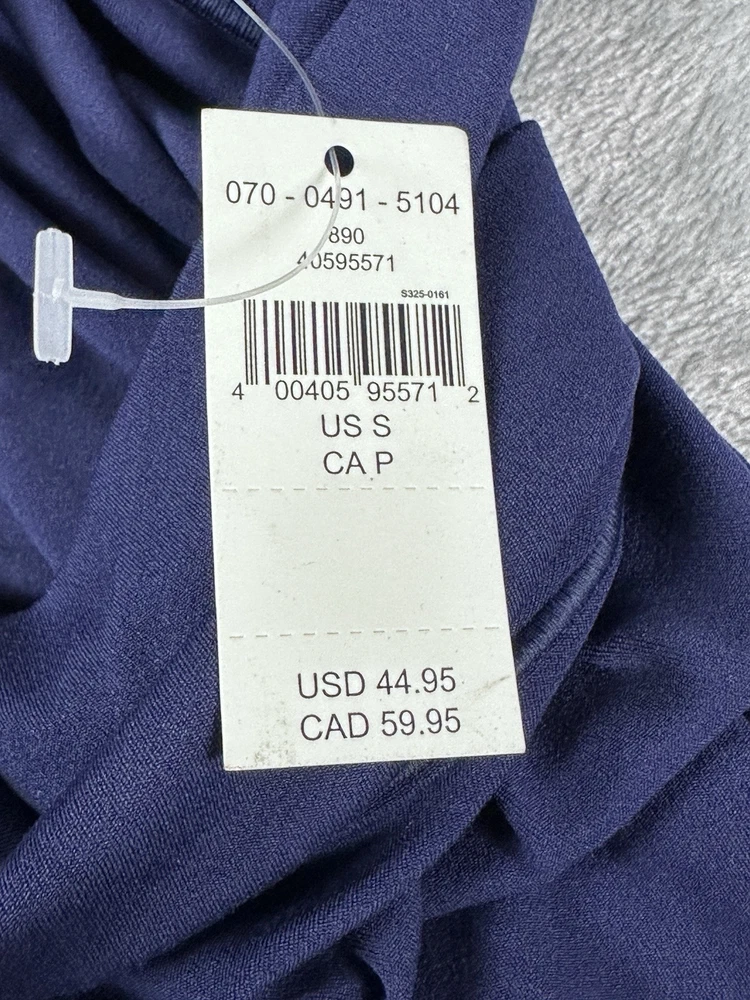 070 - 0491 - 5104
890
40595571
S325-0161
4 00405 95571 2
US S
CA P
USD 44.95
CAD 59.95